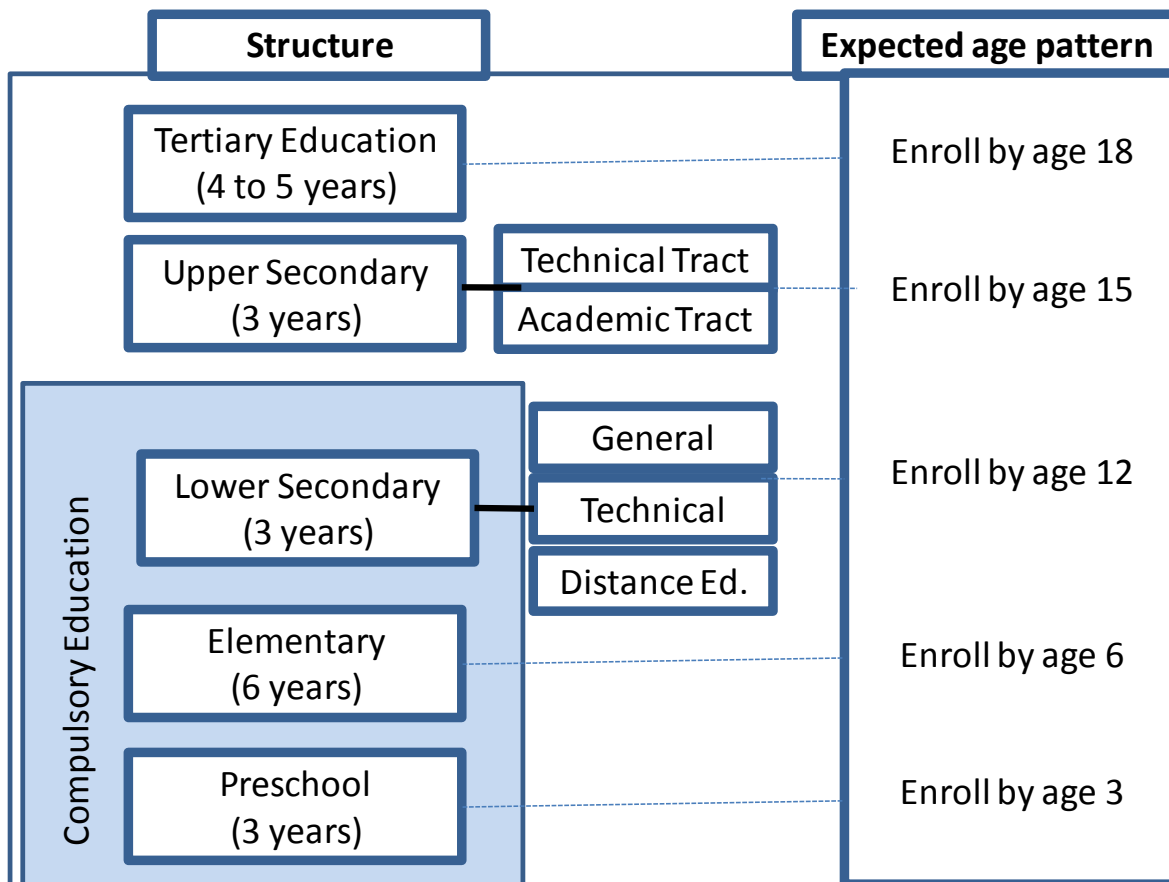 Structure
Expected age pattern
Tertiary Education
(4 to 5 years)
Enroll by age 18
Upper Secondary
(3 years)
Technical Tract
Academic Tract
Enroll by age 15
Compulsory Education
Lower Secondary
(3 years)
General
Technical
Distance Ed.
Enroll by age 12
Elementary
(6 years)
Enroll by age 6
Preschool
(3 years)
Enroll by age 3